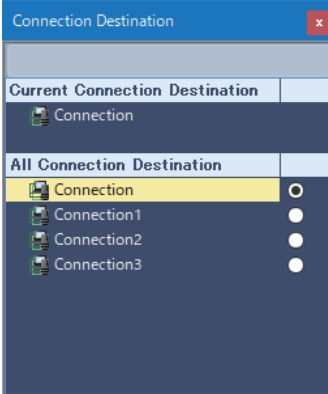 Connection Destination
x
Current Connection Destination
Connection
All Connection Destination
Connection
Connection1
Connection2
Connection3